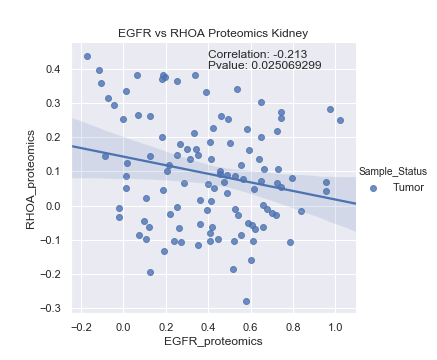 EGFR vs RHOA Proteomics Kidney
Correlation: -0.213
Pvalue: 0.025069299
0.4
0.3
0.2
0.1
0.0
-0.1
-0.2
-0.3
RHOA_proteomics
Sample_Status
Tumor
-0.2 0.0 0.2 0.4 0.6 0.8 1.0
EGFR_proteomics